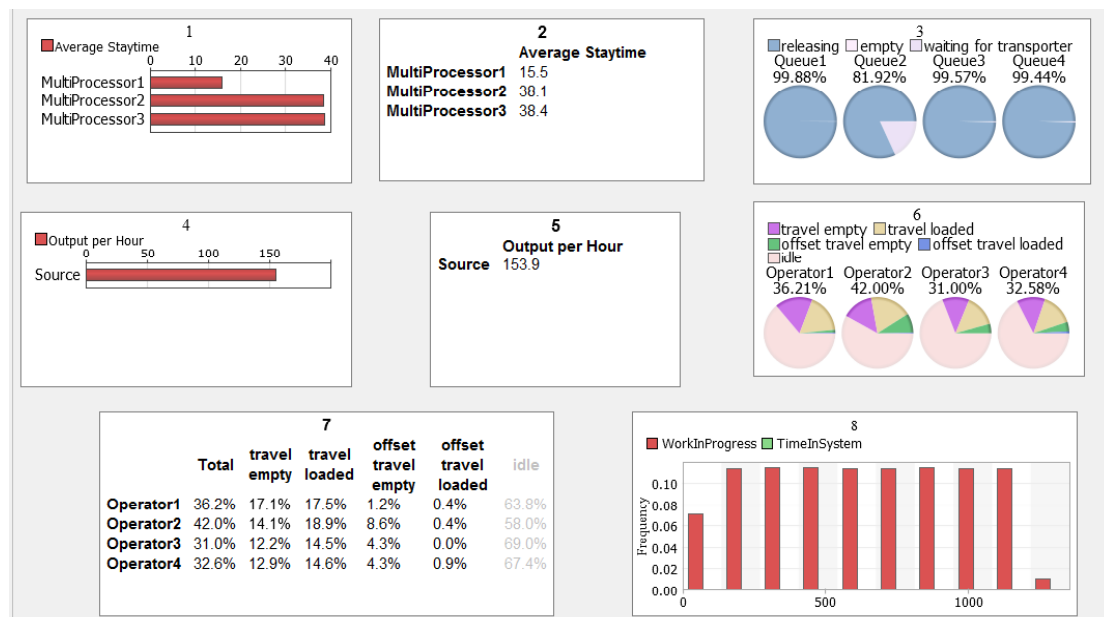 1
Average Staytime
0 10 20 30 40
MultiProcessor1
MultiProcessor2
MultiProcessor3
2
Average Staytime
MultiProcessor1 15.5
MultiProcessor2 38.1
MultiProcessor3 38.4
3
releasing empty waiting for transporter
Queue1 Queue2 Queue3 Queue4
99.88% 81.92% 99.57% 99.44%
4
Output per Hour
0 50 100 150
Source
5
Output per Hour
Source 153.9
6
travel empty travel loaded
offset travel empty offset travel loaded
idle
Operator1 Operator2 Operator3 Operator4
36.21% 42.00% 31.00% 32.58%
7
Total travel empty travel loaded offset travel empty offset travel loaded idle
Operator1 36.2% 17.1% 17.5% 1.2% 0.4% 63.8%
Operator2 42.0% 14.1% 18.9% 8.6% 0.4% 58.0%
Operator3 31.0% 12.2% 14.5% 4.3% 0.0% 69.0%
Operator4 32.6% 12.9% 14.6% 4.3% 0.9% 67.4%
8
WorkInProgress TimeInSystem
Frequency
0.10
0.08
0.06
0.04
0.02
0.00
0 500 1000